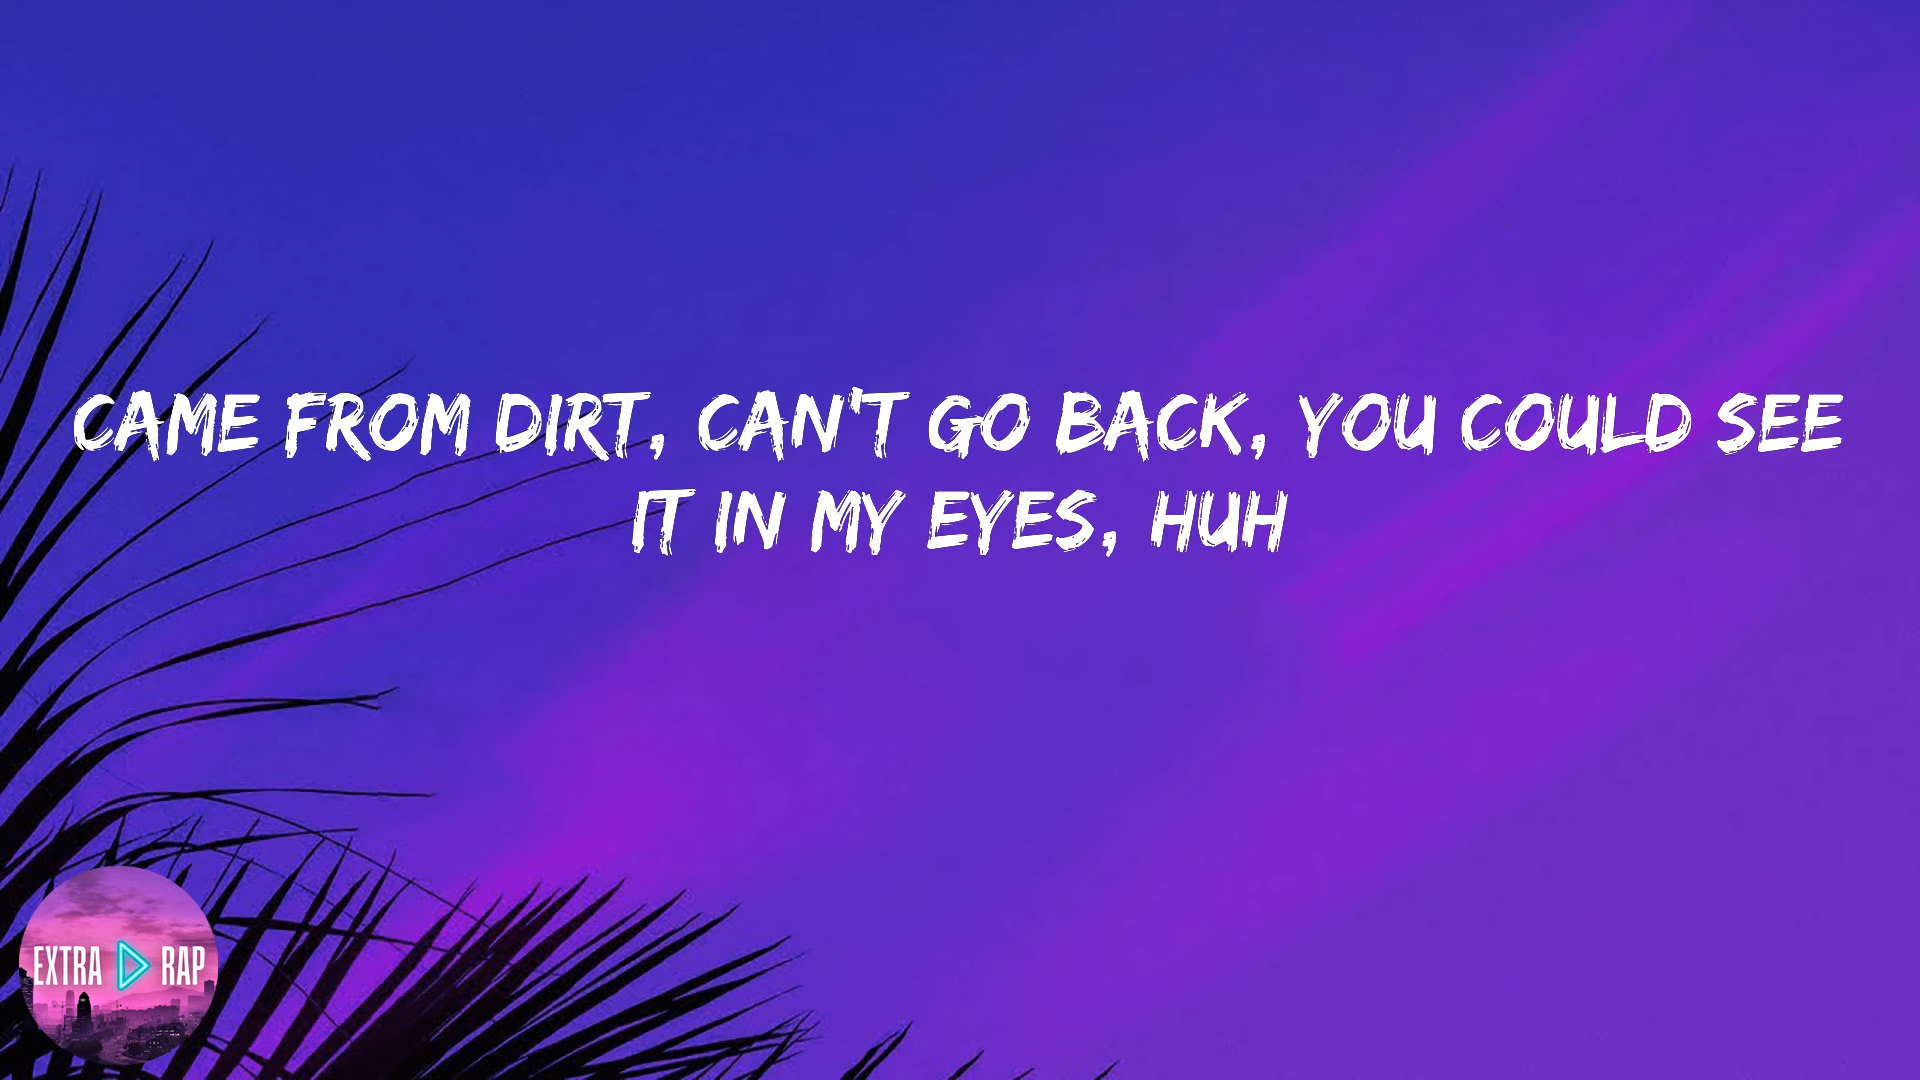 CAME FROM DIRT, CAN'T GO BACK, YOU COULD SEE
IT IN MY EYES, HUH
EXTRA RAP